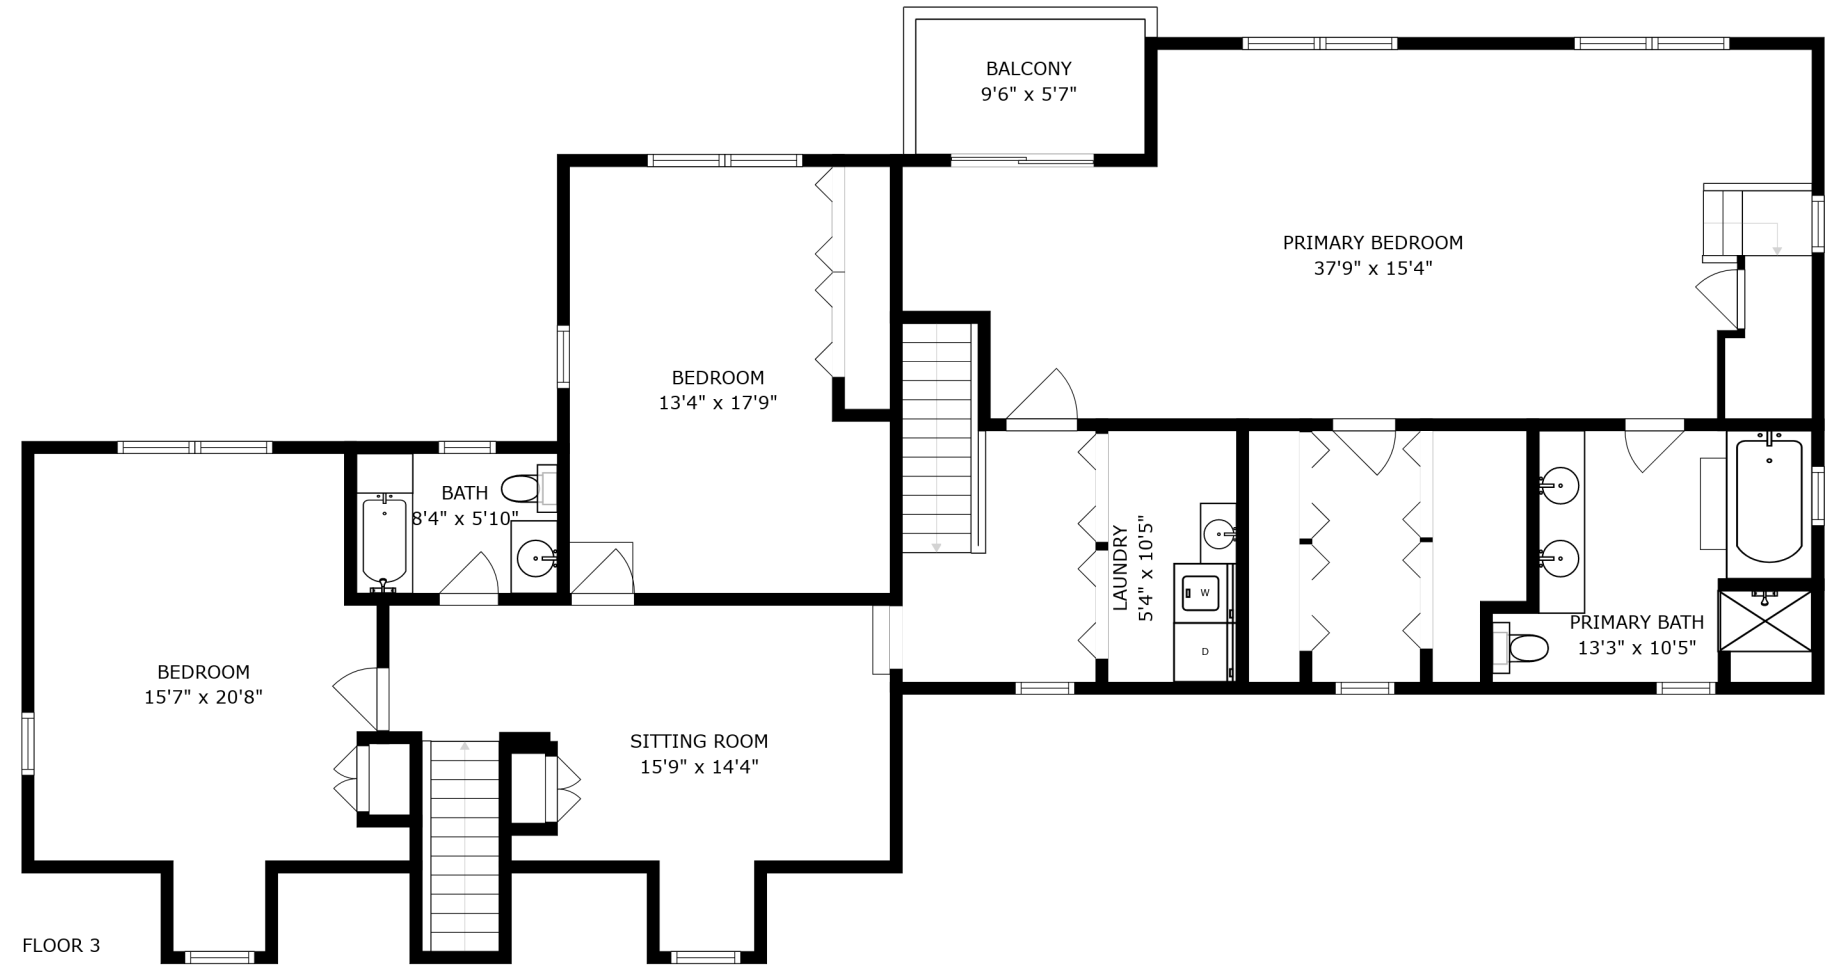 BALCONY
9'6" x 5'7"
PRIMARY BEDROOM
37'9" x 15'4"
BEDROOM
13'4" x 17'9"
BATH
8'4" x 5'10"
LAUNDRY
5'4" x 10'5"
W
D
PRIMARY BATH
13'3" x 10'5"
BEDROOM
15'7" x 20'8"
SITTING ROOM
15'9" x 14'4"
FLOOR 3